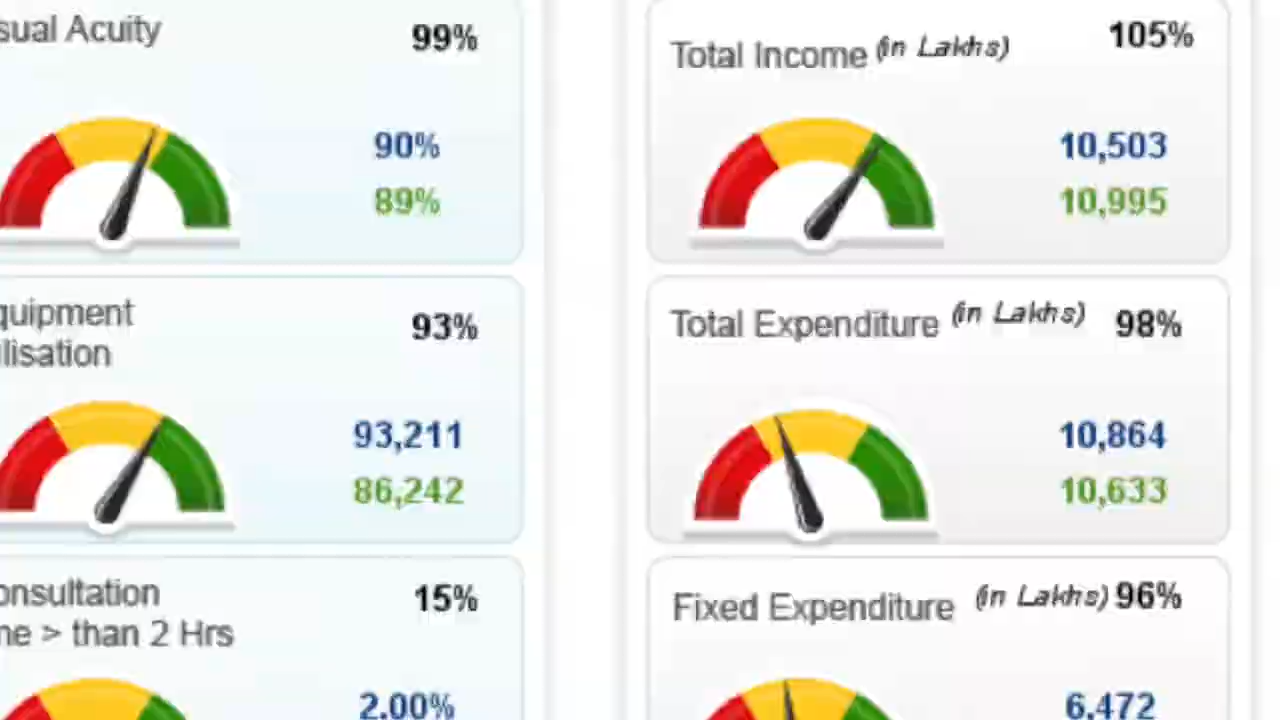 sual Acuity
99%
90%
89%
quipment
lisation
93%
93,211
86,242
onsultation
me > than 2 Hrs
15%
2.00%
Total Income (in Lakhs)
105%
10,503
10,995
Total Expenditure (in Lakhs)
98%
10,864
10,633
Fixed Expenditure (in Lakhs)
96%
6,472